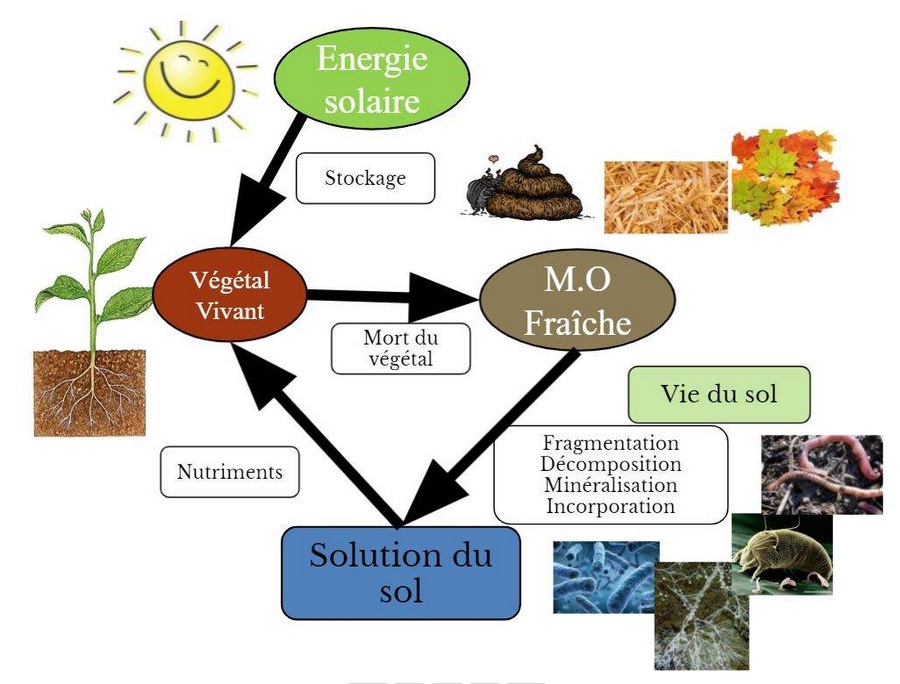 Energie
solaire
Stockage
Végétal
Vivant
M.O
Fraîche
Mort du
végétal
Vie du sol
Fragmentation
Décomposition
Minéralisation
Incorporation
Nutriments
Solution du
sol